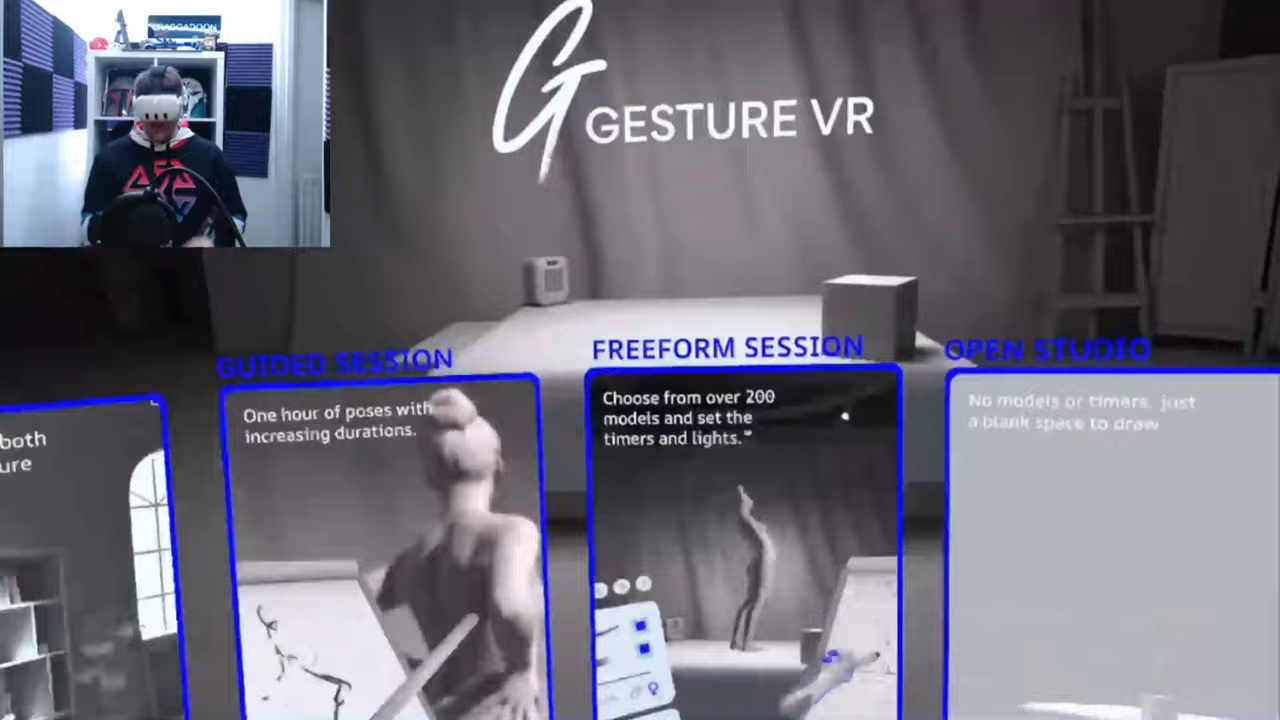 CRAGGADOON
G GESTURE VR
GUIDED SESSION
FREEFORM SESSION
OPEN STUDIO
both
ure
One hour of poses with
increasing durations.
Choose from over 200
models and set the
timers and lights.
No models or timers, just
a blank space to draw